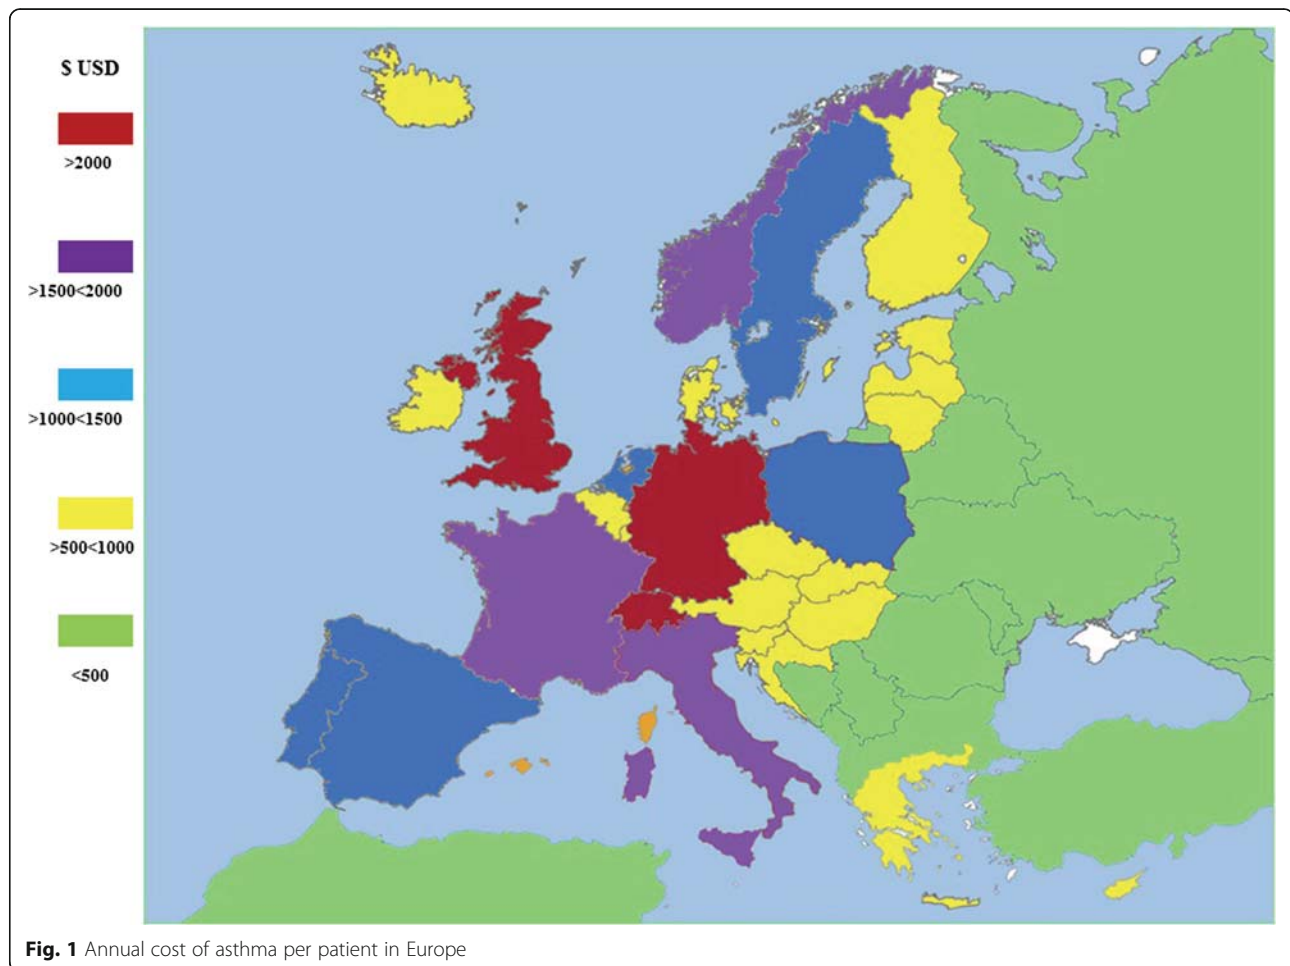 $ USD
>2000
>1500<2000
>1000<1500
>500<1000
<500
Fig. 1 Annual cost of asthma per patient in Europe